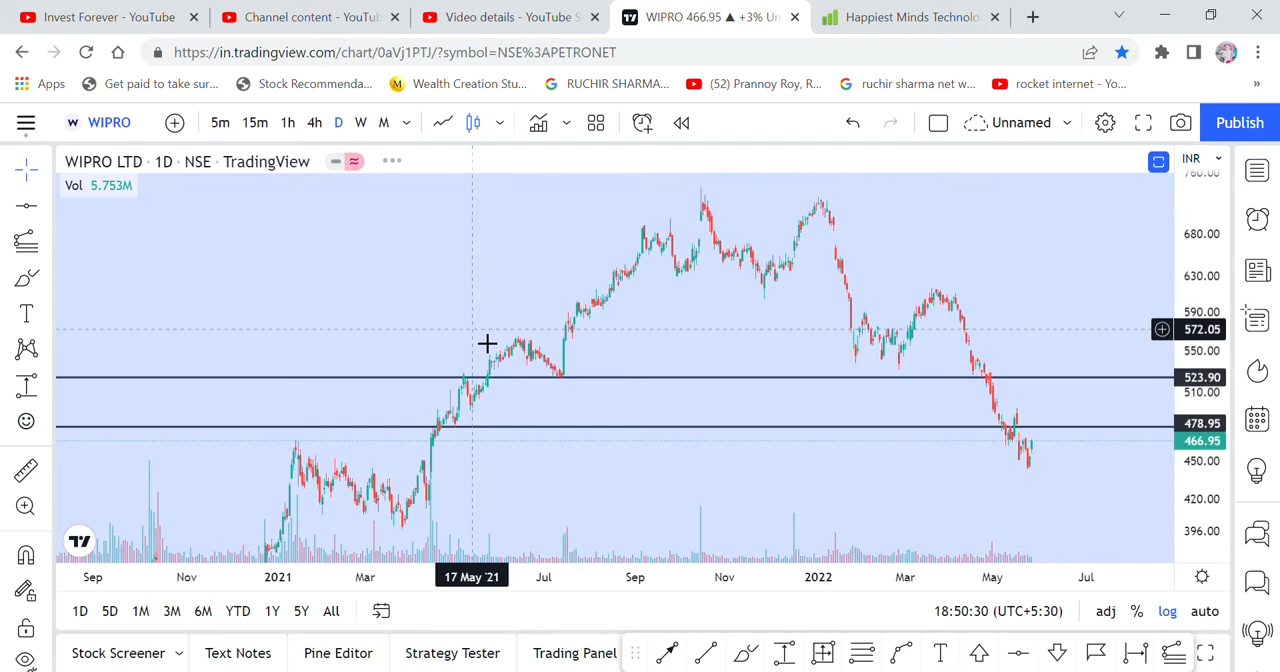 Invest Forever - YouTube
Channel content - YouTub
Video details - YouTube S
WIPRO 466.95 ▲ +3% Un
Happiest Minds Technolo
https://in.tradingview.com/chart/0aVj1PTJ/?symbol=NSE%3APETRONET
Apps
Get paid to take sur...
Stock Recommenda...
M Wealth Creation Stu...
RUCHIR SHARMA...
(52) Prannoy Roy, R...
ruchir sharma net w...
rocket internet - Yo...
»
W WIPRO
5m 15m 1h 4h D W M
Unnamed
Publish
WIPRO LTD · 1D · NSE · TradingView
INR
Vol 5.753M
760.00
680.00
630.00
590.00
572.05
550.00
523.90
510.00
478.95
466.95
450.00
420.00
396.00
Sep Nov 2021 Mar 17 May '21 Jul Sep Nov 2022 Mar May Jul
1D 5D 1M 3M 6M YTD 1Y 5Y All
18:50:30 (UTC+5:30) adj % log auto
Stock Screener Text Notes Pine Editor Strategy Tester Trading Panel